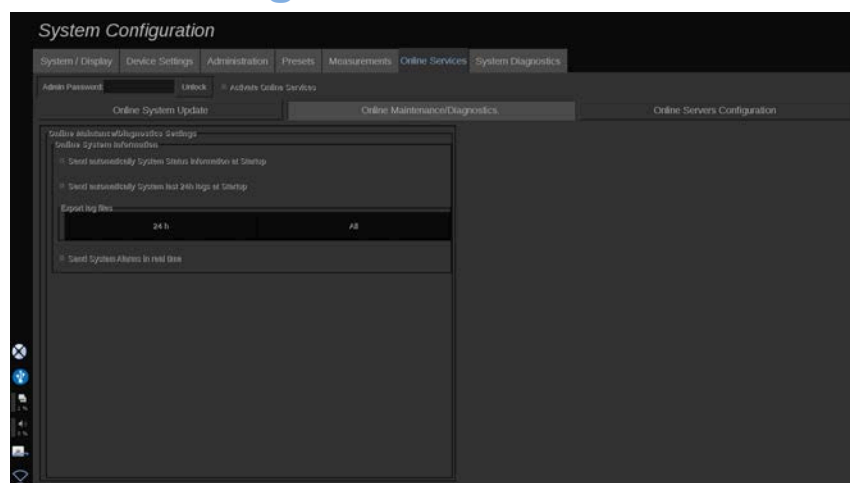 System Configuration
System / Display Device Settings Administration Presets Measurements Online Services System Diagnostics
Admin Password: Unlock Activate Online Services
Online System Update Online Maintenance/Diagnostics Online Servers Configuration
Online Maintenance/Diagnostics Settings
Online System Information
Send automatically System Status Information at Startup
Send automatically System last 24h logs at Startup
Export log files
24 h All
Send System Alarms in real time